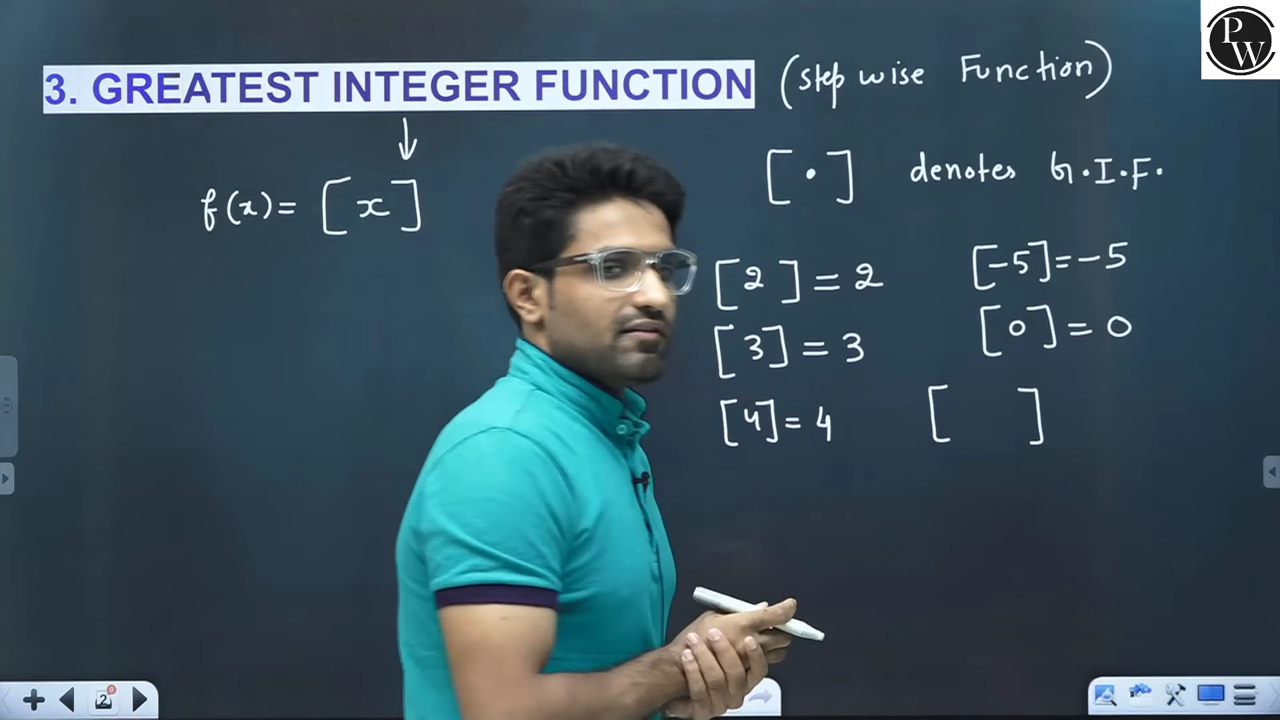 PW
3. GREATEST INTEGER FUNCTION (step wise Function)
f(x) = [x]
[•] denotes G.I.F.
[2] = 2
[-5] = -5
[3] = 3
[0] = 0
[4] = 4
[ ]
2